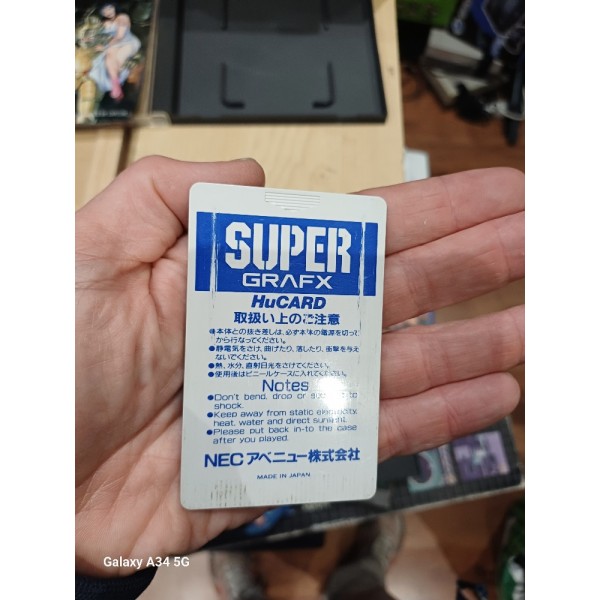 SUPER
GRAFX
HuCARD
取扱い上のご注意
●本体との抜き差しは、必ず本体の電源を切って
から行なってください。
●静電気をさけ、曲げたり、落したり、衝撃を与え
ないでください。
●熱、水分、直射日光をさけてください。
●使用後はビニールケースに入れてください。
Notes
●Don't bend, drop or to
shock.
●Keep away from static electricity,
heat, water and direct sunlight.
●Please put back in-to the case
after you played.
NEC アベニュー株式会社
MADE IN JAPAN
Galaxy A34 5G